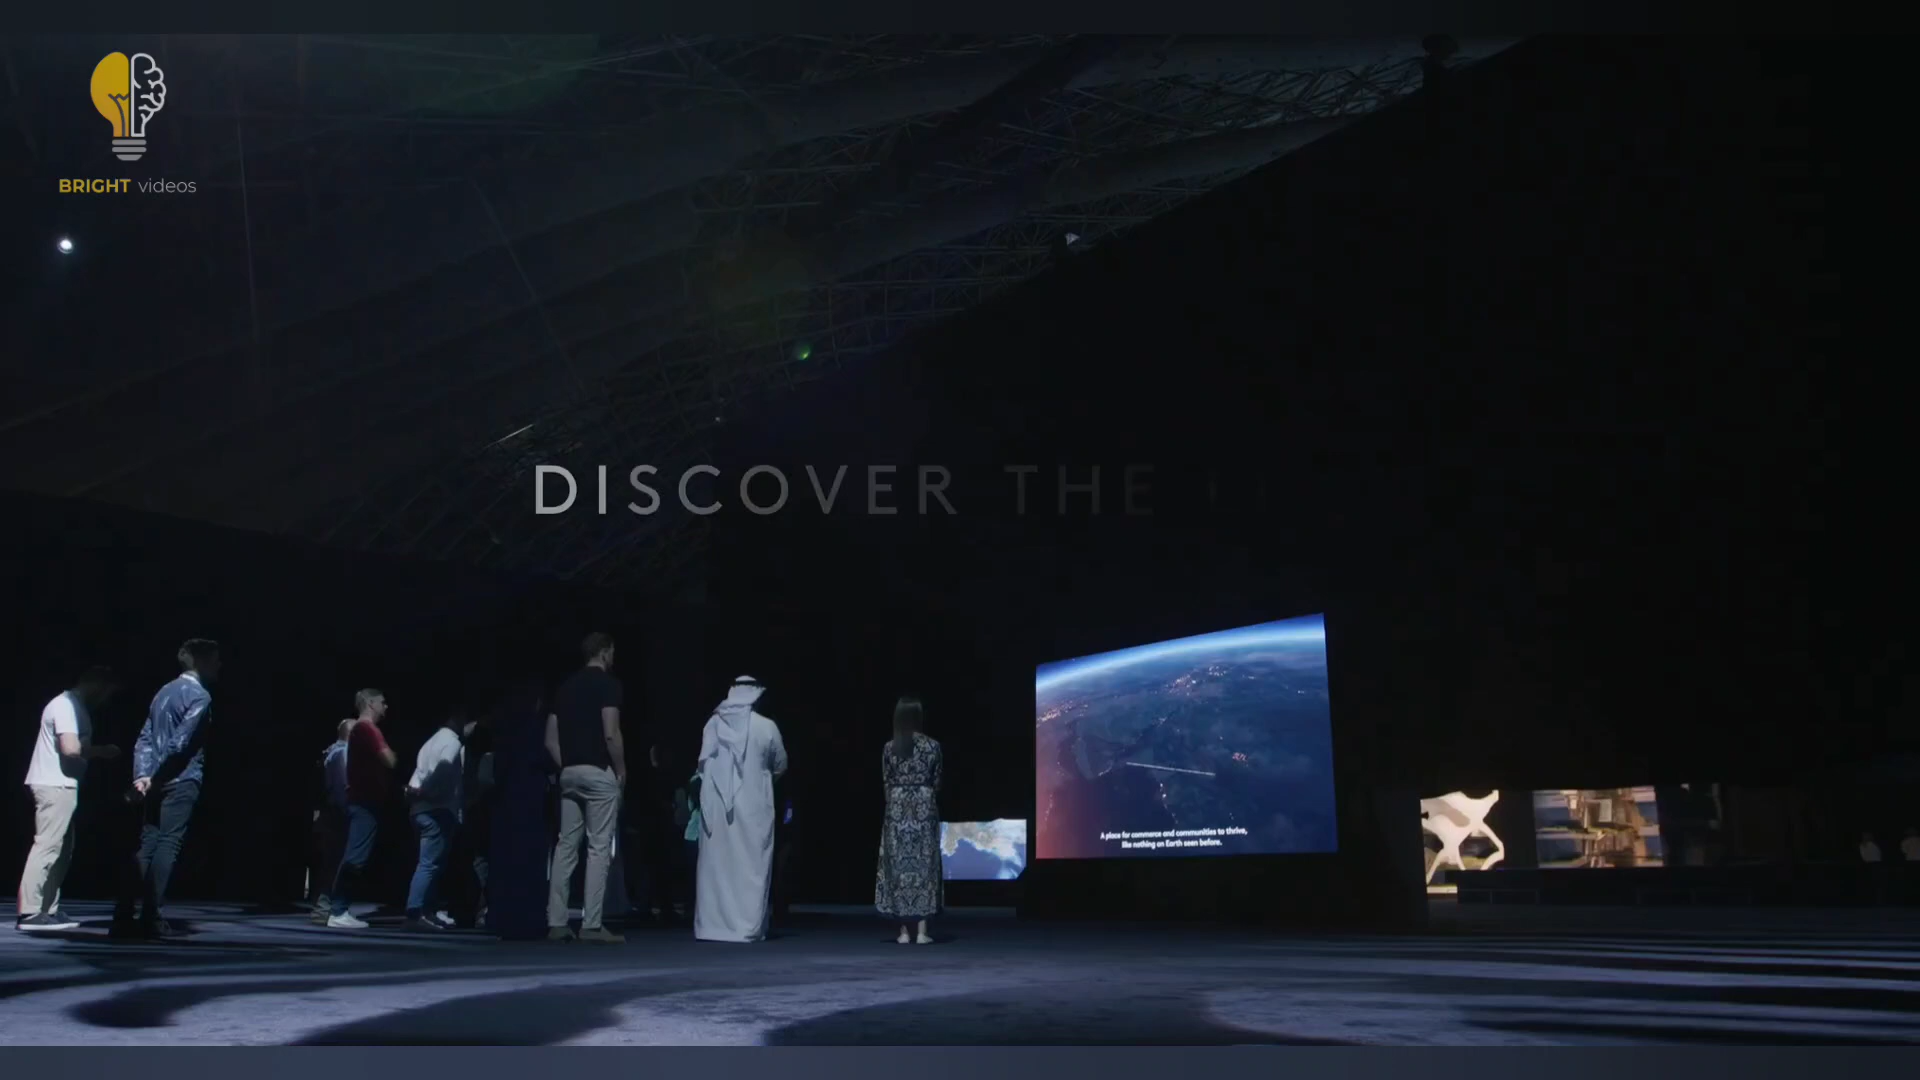 BRIGHT videos
DISCOVER THE
A place for commerce and communities to thrive,
like nothing on Earth seen before.